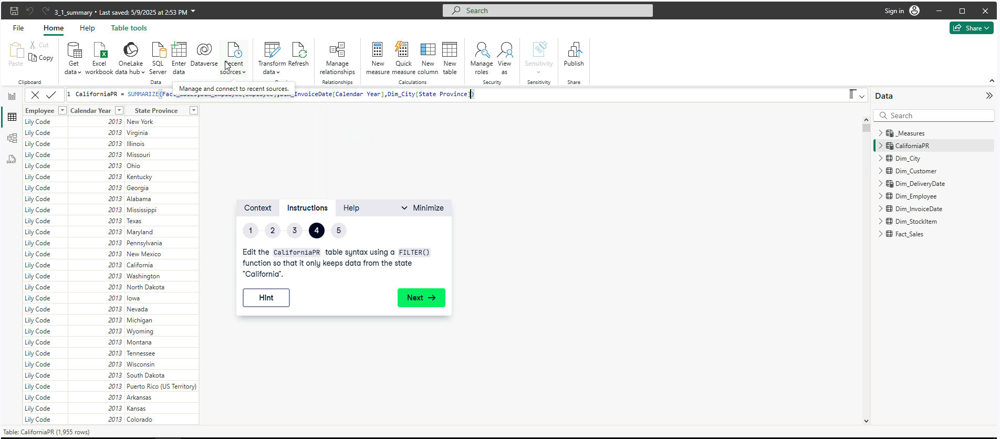 3_1_summary • Last saved: 5/9/2025 at 2:53 PM
Search
Sign in
File Home Help Table tools
Share
Paste
Cut
Copy
Get data
Excel workbook
OneLake data hub
SQL Server
Enter data
Dataverse
Recent sources
Transform data
Refresh
Manage relationships
New measure
Quick measure
New column
New table
Manage roles
View as
Sensitivity
Publish
Clipboard
Data
Relationships
Calculations
Security
Sensitivity
Share
Manage and connect to recent sources.
1 CaliforniaPR = SUMMARIZE(Fact_Sales,Dim_Employee[Employee],Dim_InvoiceDate[Calendar Year],Dim_City[State Province])
Employee Calendar Year State Province
Lily Code 2013 New York
Lily Code 2013 Virginia
Lily Code 2013 Illinois
Lily Code 2013 Missouri
Lily Code 2013 Ohio
Lily Code 2013 Kentucky
Lily Code 2013 Georgia
Lily Code 2013 Alabama
Lily Code 2013 Mississippi
Lily Code 2013 Texas
Lily Code 2013 Maryland
Lily Code 2013 Pennsylvania
Lily Code 2013 New Mexico
Lily Code 2013 California
Lily Code 2013 Washington
Lily Code 2013 North Dakota
Lily Code 2013 Iowa
Lily Code 2013 Nevada
Lily Code 2013 Michigan
Lily Code 2013 Wyoming
Lily Code 2013 Montana
Lily Code 2013 Tennessee
Lily Code 2013 Wisconsin
Lily Code 2013 South Dakota
Lily Code 2013 Puerto Rico (US Territory)
Lily Code 2013 Arkansas
Lily Code 2013 Kansas
Lily Code 2013 Colorado
DAX
Context Instructions Help Minimize
1 2 3 4 5
Edit the CaliforniaPR table syntax using a FILTER()
function so that it only keeps data from the state
"California".
Hint
Next
Data
Search
_Measures
CaliforniaPR
Dim_City
Dim_Customer
Dim_DeliveryDate
Dim_Employee
Dim_InvoiceDate
Dim_StockItem
Fact_Sales
Table: CaliforniaPR (1,955 rows)